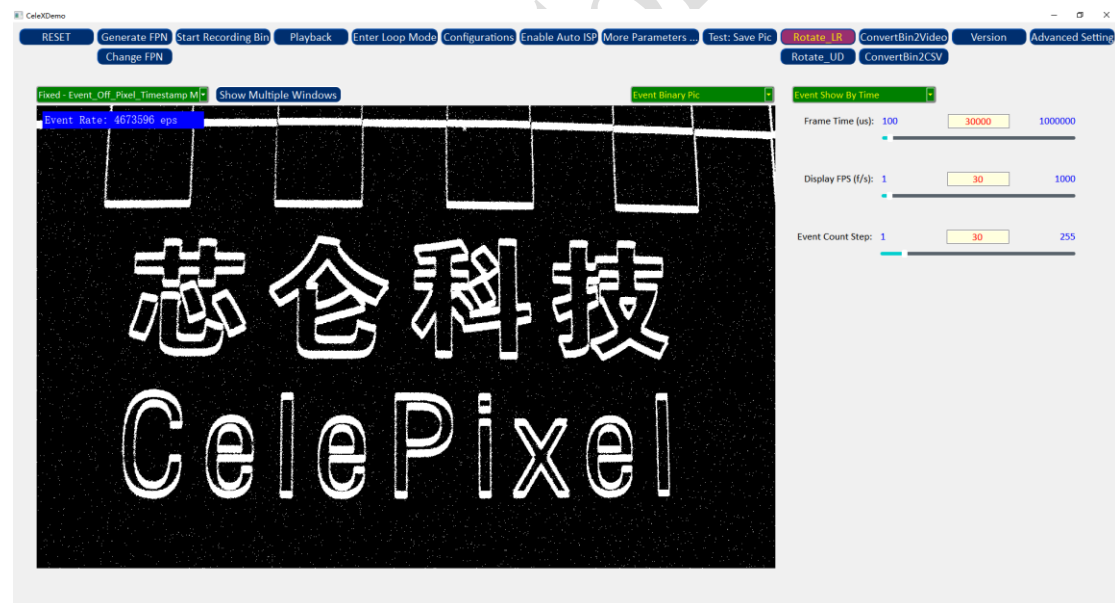 CeleXDemo
RESET Generate FPN Start Recording Bin Playback Enter Loop Mode Configurations Enable Auto ISP More Parameters ... Test: Save Pic Rotate_LR ConvertBin2Video Version Advanced Setting
Change FPN Rotate_UD ConvertBin2CSV
Fixed - Event_Off_Pixel_Timestamp M Show Multiple Windows Event Binary Pic Event Show By Time
Event Rate: 4673596 eps
Frame Time (us): 100 30000 1000000
Display FPS (f/s): 1 30 1000
Event Count Step: 1 30 255
芯仑科技
CelePixel